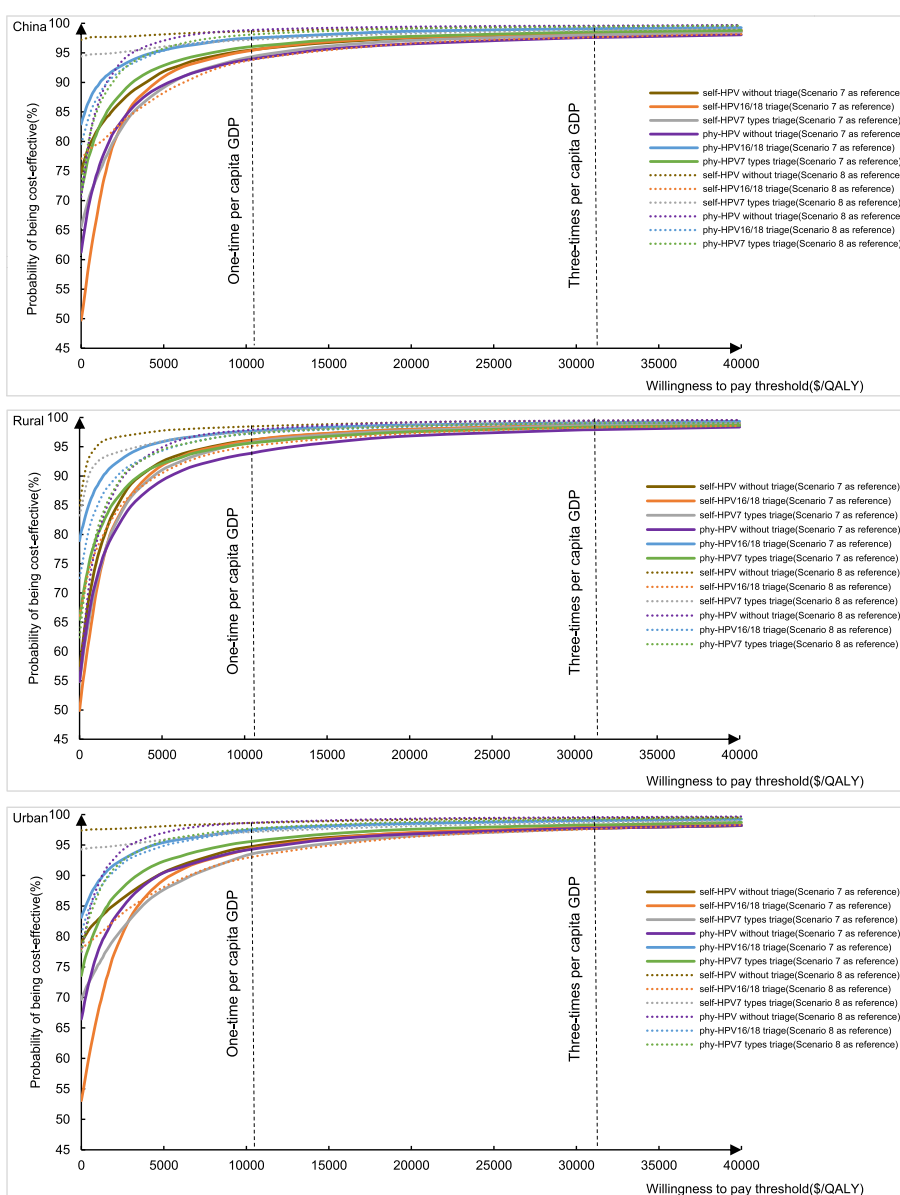 China
100
95
90
85
80
75
70
65
60
55
50
45
Probability of being cost-effective(%)
0 5000 10000 15000 20000 25000 30000 35000 40000
Willingness to pay threshold($/QALY)
One-time per capita GDP
Three-times per capita GDP
self-HPV without triage(Scenario 7 as reference)
self-HPV16/18 triage(Scenario 7 as reference)
self-HPV7 types triage(Scenario 7 as reference)
phy-HPV without triage(Scenario 7 as reference)
phy-HPV16/18 triage(Scenario 7 as reference)
phy-HPV7 types triage(Scenario 7 as reference)
self-HPV without triage(Scenario 8 as reference)
self-HPV16/18 triage(Scenario 8 as reference)
self-HPV7 types triage(Scenario 8 as reference)
phy-HPV without triage(Scenario 8 as reference)
phy-HPV16/18 triage(Scenario 8 as reference)
phy-HPV7 types triage(Scenario 8 as reference)
Rural
100
95
90
85
80
75
70
65
60
55
50
45
Probability of being cost-effective(%)
0 5000 10000 15000 20000 25000 30000 35000 40000
Willingness to pay threshold($/QALY)
One-time per capita GDP
Three-times per capita GDP
self-HPV without triage(Scenario 7 as reference)
self-HPV16/18 triage(Scenario 7 as reference)
self-HPV7 types triage(Scenario 7 as reference)
phy-HPV without triage(Scenario 7 as reference)
phy-HPV16/18 triage(Scenario 7 as reference)
phy-HPV7 types triage(Scenario 7 as reference)
self-HPV without triage(Scenario 8 as reference)
self-HPV16/18 triage(Scenario 8 as reference)
self-HPV7 types triage(Scenario 8 as reference)
phy-HPV without triage(Scenario 8 as reference)
phy-HPV16/18 triage(Scenario 8 as reference)
phy-HPV7 types triage(Scenario 8 as reference)
Urban
100
95
90
85
80
75
70
65
60
55
50
45
Probability of being cost-effective(%)
0 5000 10000 15000 20000 25000 30000 35000 40000
Willingness to pay threshold($/QALY)
One-time per capita GDP
Three-times per capita GDP
self-HPV without triage(Scenario 7 as reference)
self-HPV16/18 triage(Scenario 7 as reference)
self-HPV7 types triage(Scenario 7 as reference)
phy-HPV without triage(Scenario 7 as reference)
phy-HPV16/18 triage(Scenario 7 as reference)
phy-HPV7 types triage(Scenario 7 as reference)
self-HPV without triage(Scenario 8 as reference)
self-HPV16/18 triage(Scenario 8 as reference)
self-HPV7 types triage(Scenario 8 as reference)
phy-HPV without triage(Scenario 8 as reference)
phy-HPV16/18 triage(Scenario 8 as reference)
phy-HPV7 types triage(Scenario 8 as reference)